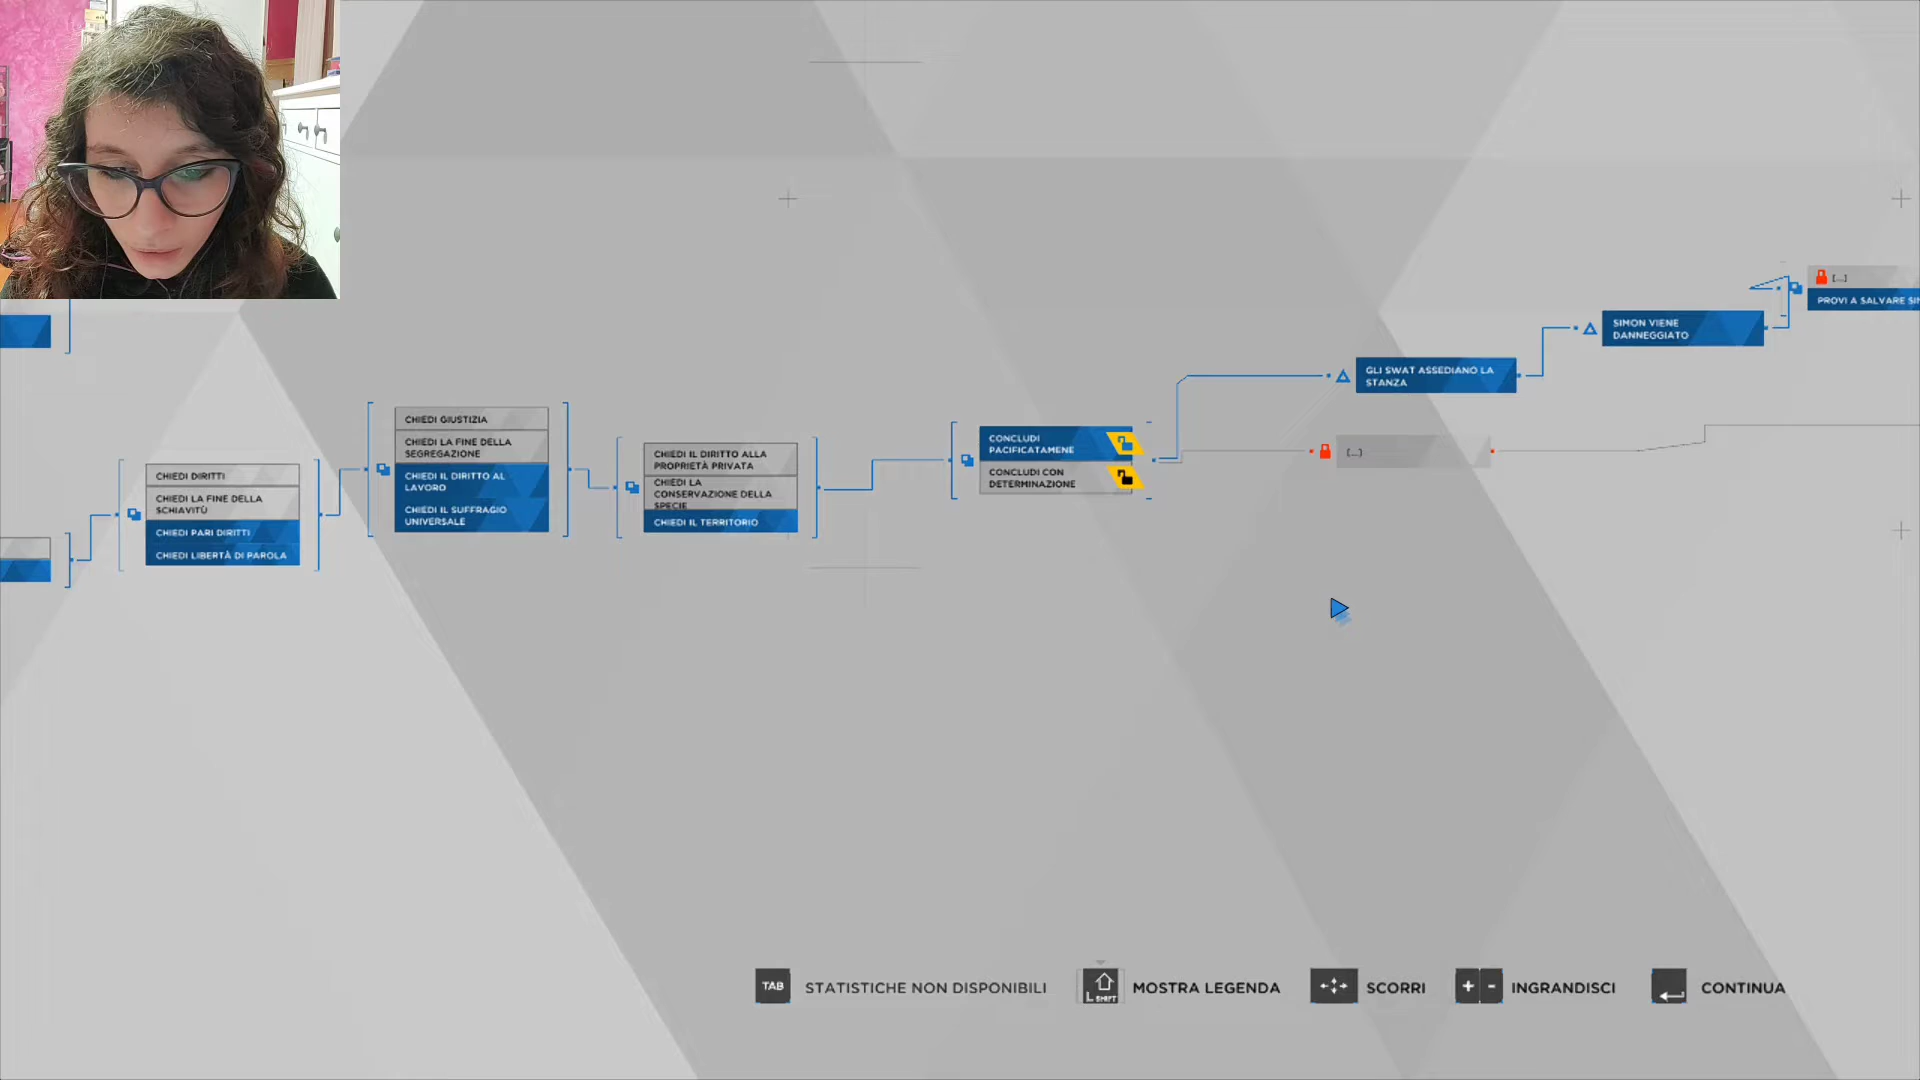 CHIEDI DIRITTI
CHIEDI LA FINE DELLA
SCHIAVITÙ
CHIEDI PARI DIRITTI
CHIEDI LIBERTÀ DI PAROLA
CHIEDI GIUSTIZIA
CHIEDI LA FINE DELLA
SEGREGAZIONE
CHIEDI IL DIRITTO AL
LAVORO
CHIEDI IL SUFFRAGIO
UNIVERSALE
CHIEDI IL DIRITTO ALLA
PROPRIETÀ PRIVATA
CHIEDI LA
CONSERVAZIONE DELLA
SPECIE
CHIEDI IL TERRITORIO
CONCLUDI
PACIFICATAMENE
CONCLUDI CON
DETERMINAZIONE
GLI SWAT ASSEDIANO LA
STANZA
[...]
SIMON VIENE
DANNEGGIATO
[...]
PROVI A SALVARE SIN
TAB STATISTICHE NON DISPONIBILI L SHIFT MOSTRA LEGENDA SCORRI + - INGRANDISCI CONTINUA